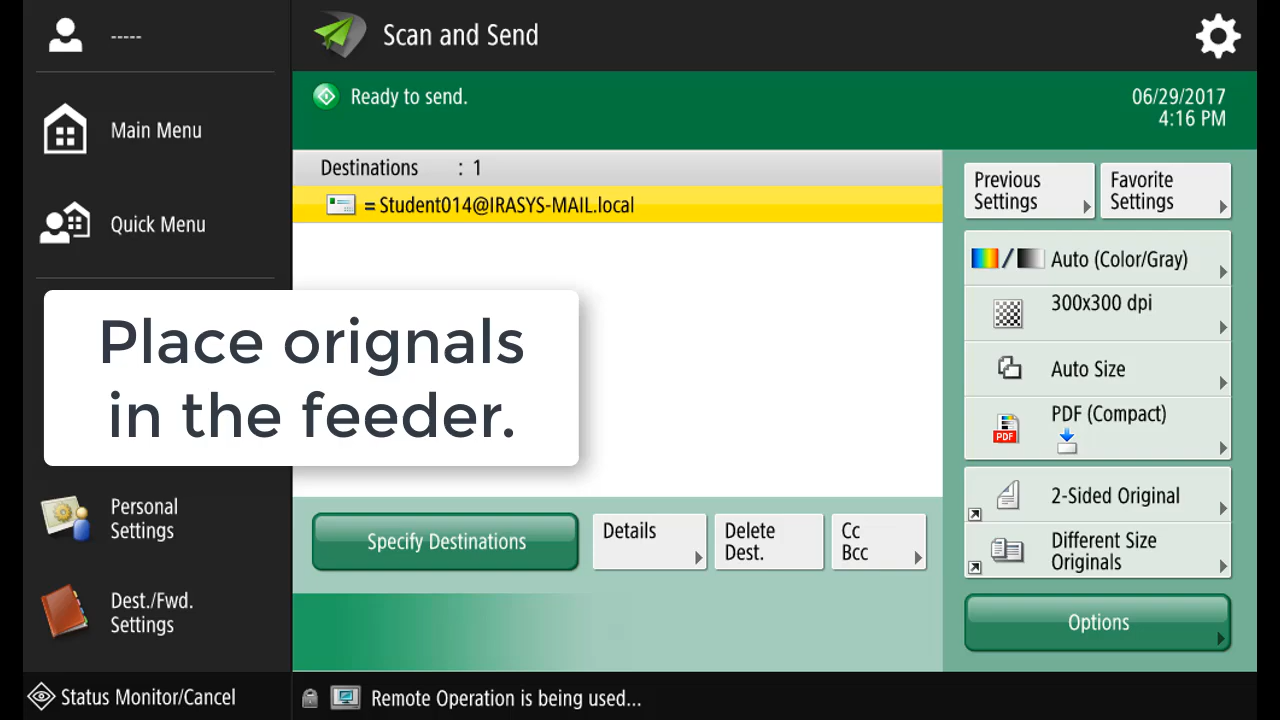 -----
Scan and Send
Ready to send.
06/29/2017
4:16 PM
Main Menu
Quick Menu
Destinations : 1
= Student014@IRASYS-MAIL.local
Previous
Settings
Favorite
Settings
Auto (Color/Gray)
300x300 dpi
Auto Size
PDF (Compact)
PDF
2-Sided Original
Different Size
Originals
Options
Place orignals
in the feeder.
Personal
Settings
Dest./Fwd.
Settings
Specify Destinations
Details
Delete
Dest.
Cc
Bcc
Status Monitor/Cancel
Remote Operation is being used...